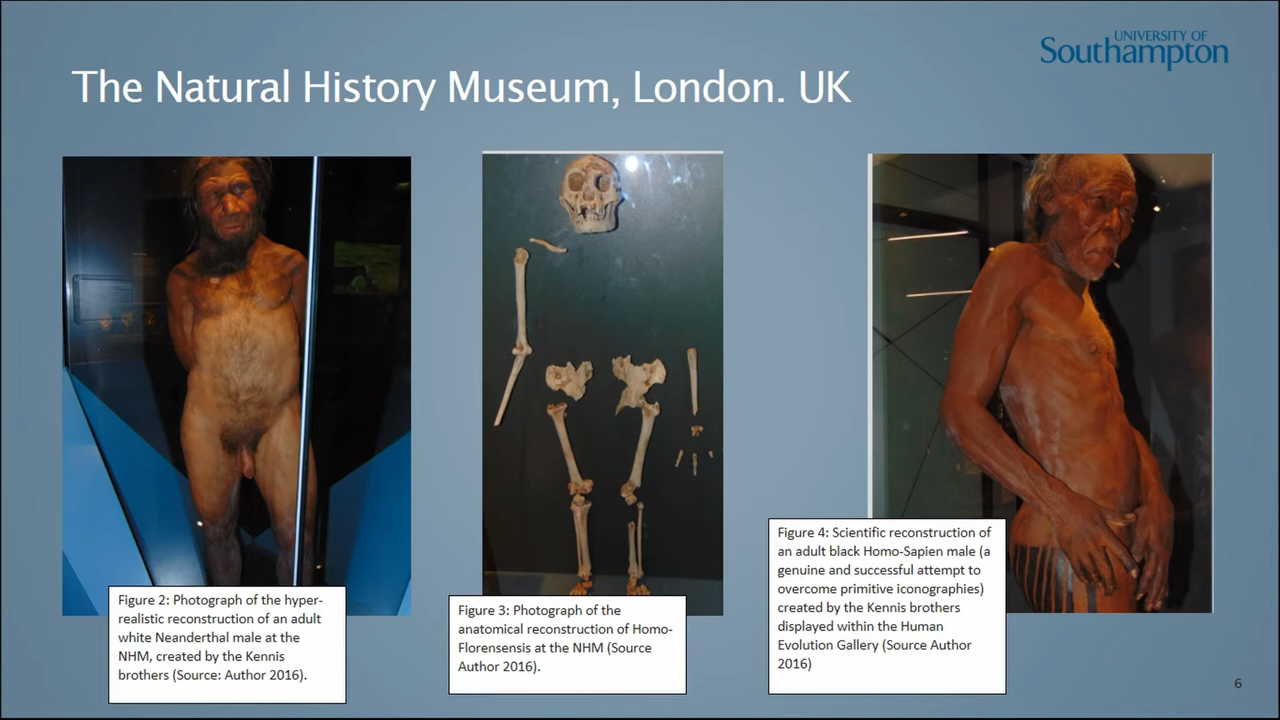 UNIVERSITY OF
Southampton
The Natural History Museum, London. UK
Figure 2: Photograph of the hyper-
realistic reconstruction of an adult
white Neanderthal male at the
NHM, created by the Kennis
brothers (Source: Author 2016).
Figure 3: Photograph of the
anatomical reconstruction of Homo-
Florensensis at the NHM (Source
Author 2016).
Figure 4: Scientific reconstruction of
an adult black Homo-Sapien male (a
genuine and successful attempt to
overcome primitive iconographies)
created by the Kennis brothers
displayed within the Human
Evolution Gallery (Source Author
2016)
6